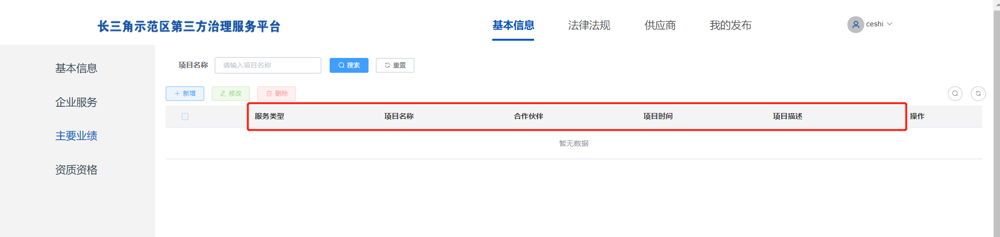 长三角示范区第三方治理服务平台
基本信息 法律法规 供应商 我的发布
ceshi
基本信息
企业服务
主要业绩
资质资格
项目名称 请输入项目名称 搜索 重置
新增 修改 删除
服务类型 项目名称 合作伙伴 项目时间 项目描述 操作
暂无数据